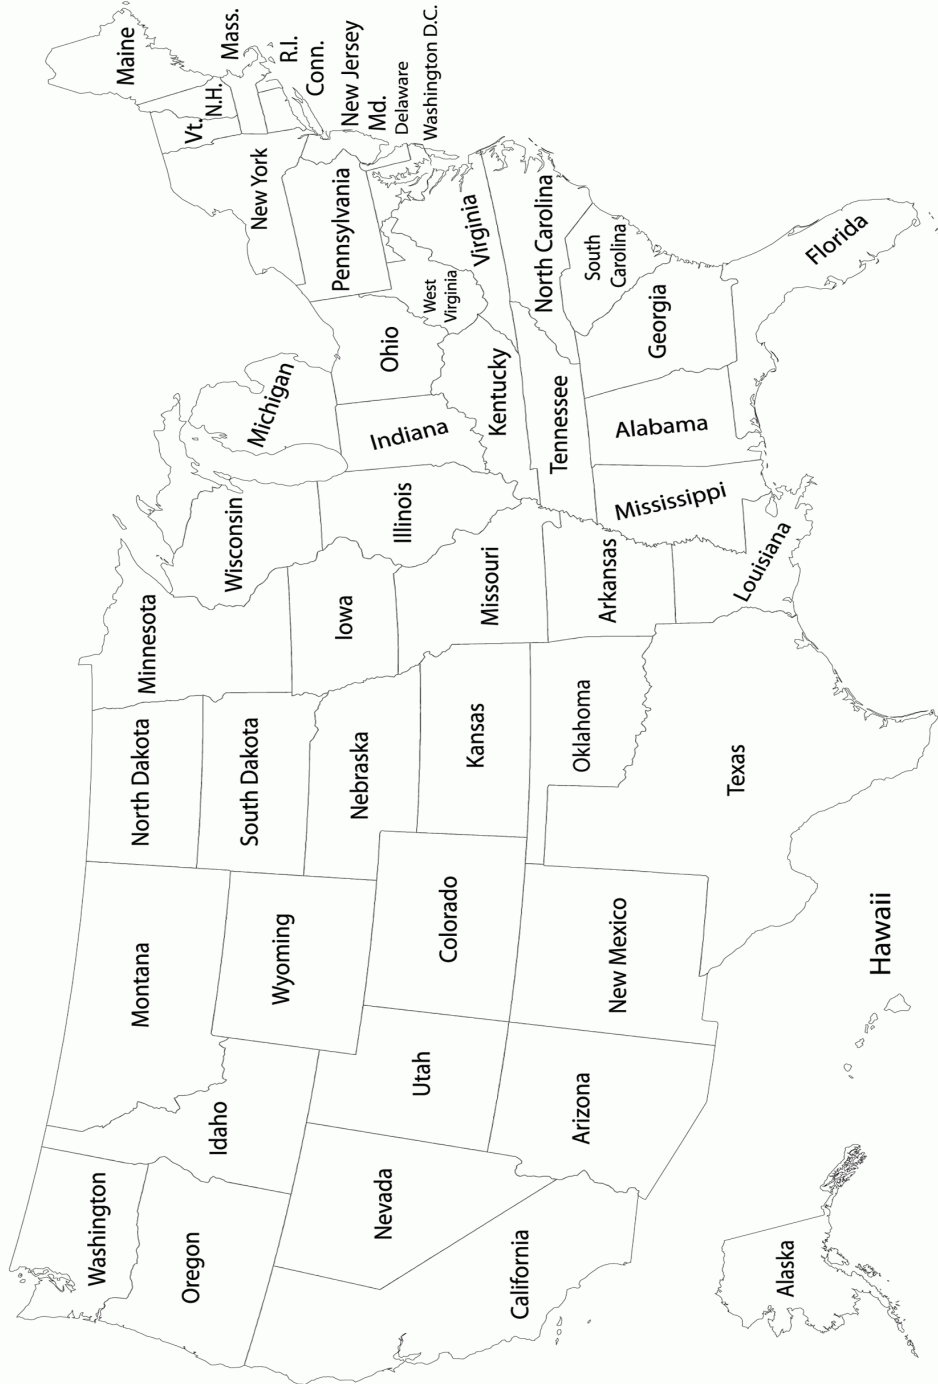 Washington
Oregon
California
Nevada
Idaho
Montana
Wyoming
Utah
Arizona
Colorado
New Mexico
North Dakota
South Dakota
Nebraska
Kansas
Oklahoma
Texas
Minnesota
Iowa
Missouri
Arkansas
Louisiana
Wisconsin
Illinois
Michigan
Indiana
Ohio
Kentucky
Tennessee
Mississippi
Alabama
Georgia
Florida
South
Carolina
North Carolina
Virginia
West
Virginia
Pennsylvania
New York
Vt.
N.H.
Maine
Mass.
R.I.
Conn.
New Jersey
Md.
Delaware
Washington D.C.
Alaska
Hawaii